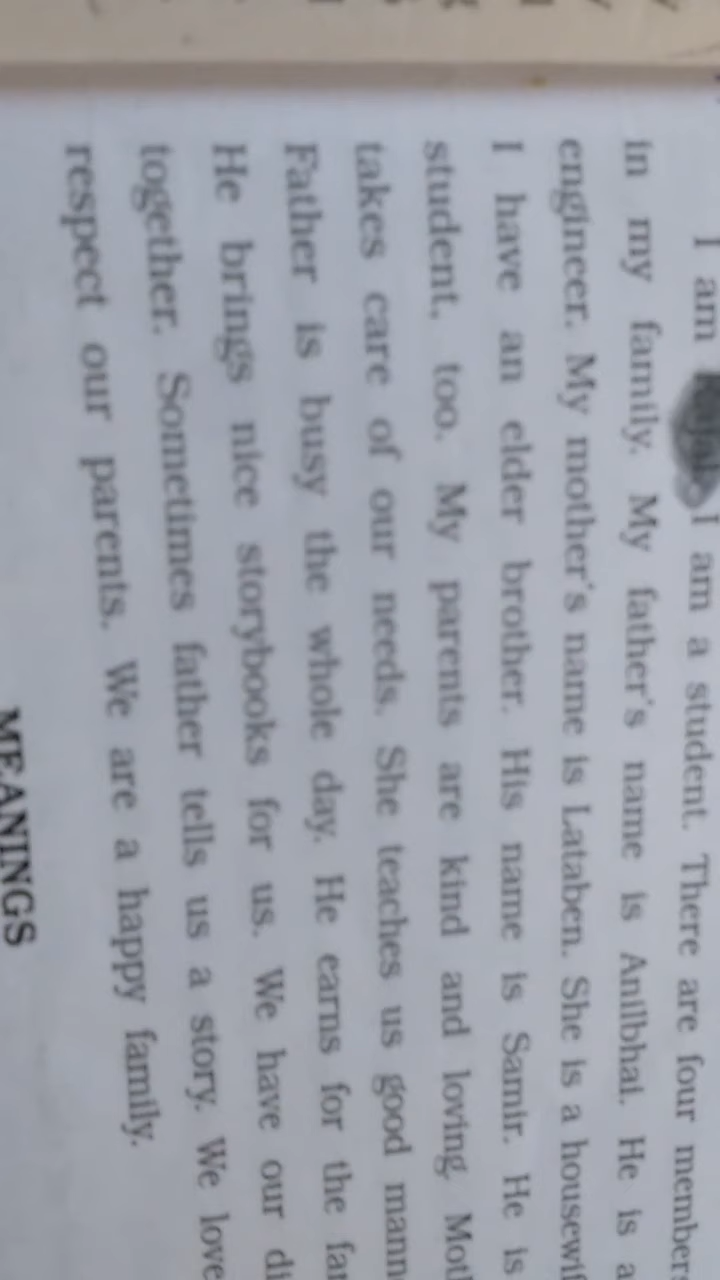 I am I am a student. There are four member
in my family. My father's name is Anilbhai. He is a
engineer. My mother's name is Lataben. She is a housewif
I have an elder brother. His name is Samir. He is
student, too. My parents are kind and loving. Moth
takes care of our needs. She teaches us good mann
Father is busy the whole day. He earns for the far
He brings nice storybooks for us. We have our di
together. Sometimes father tells us a story. We love
respect our parents. We are a happy family.
MEANINGS